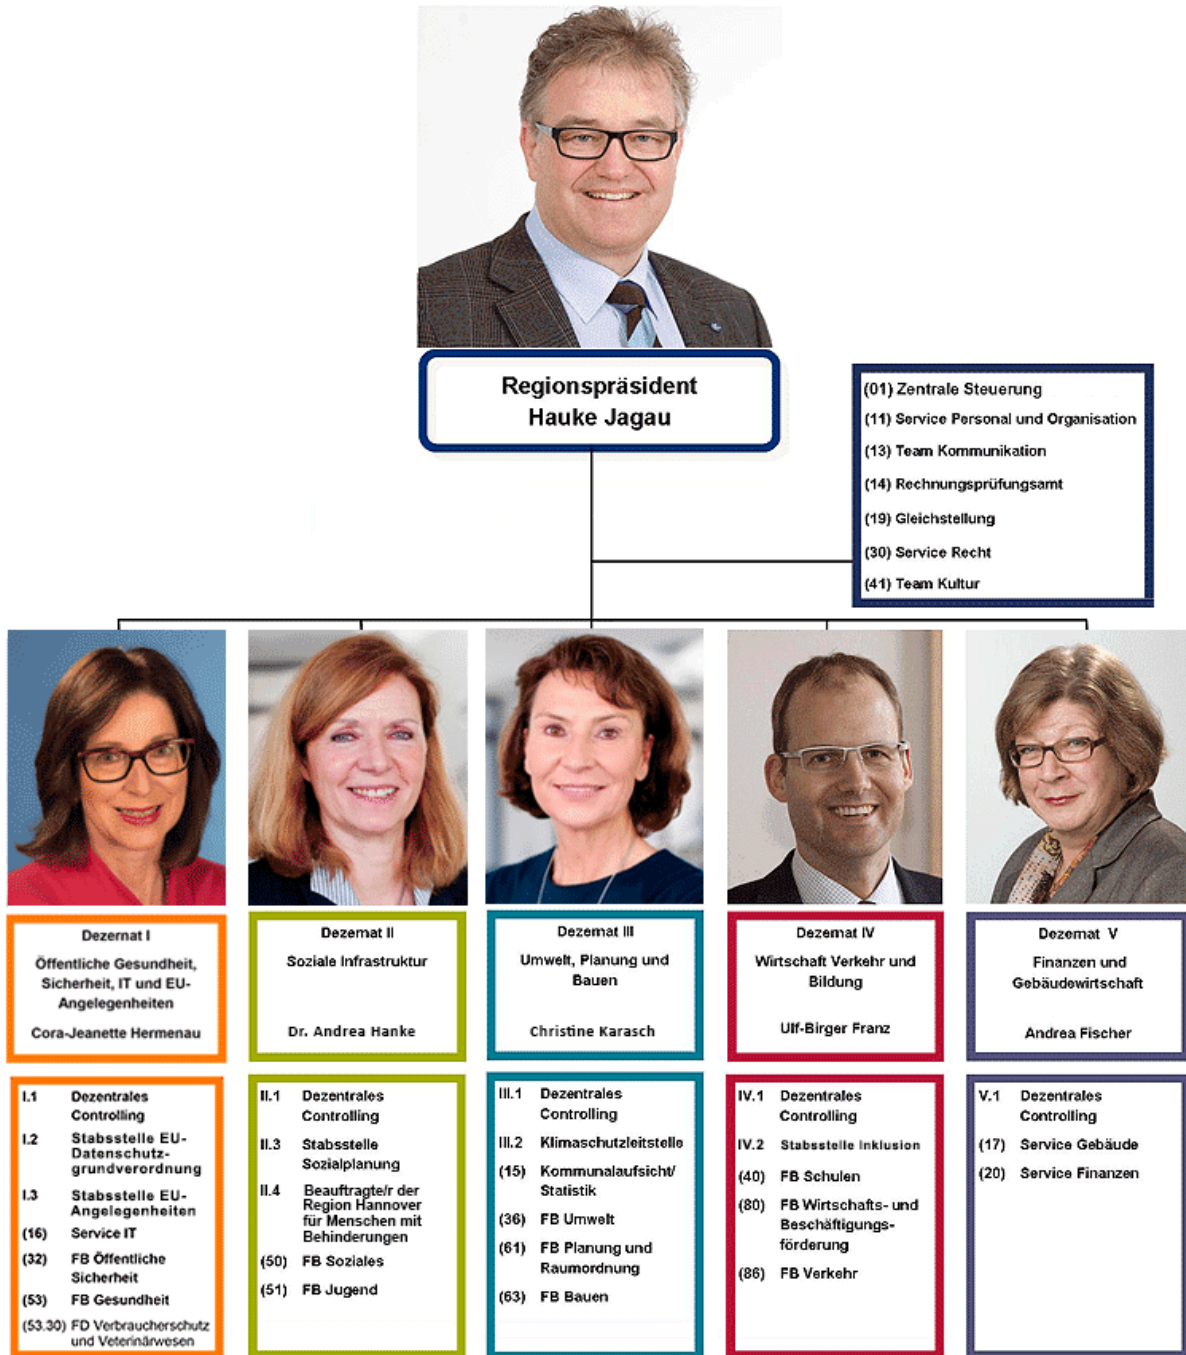 Regionspräsident
Hauke Jagau
(01) Zentrale Steuerung
(11) Service Personal und Organisation
(13) Team Kommunikation
(14) Rechnungsprüfungsamt
(19) Gleichstellung
(30) Service Recht
(41) Team Kultur
Dezernat I
Öffentliche Gesundheit,
Sicherheit, IT und EU-
Angelegenheiten
Cora-Jeanette Hermenau
Dezernat II
Soziale Infrastruktur
Dr. Andrea Hanke
Dezernat III
Umwelt, Planung und
Bauen
Christine Karasch
Dezernat IV
Wirtschaft Verkehr und
Bildung
Ulf-Birger Franz
Dezernat V
Finanzen und
Gebäudewirtschaft
Andrea Fischer
I.1 Dezentrales
Controlling
I.2 Stabsstelle EU-
Datenschutz-
grundverordnung
I.3 Stabsstelle EU-
Angelegenheiten
(16) Service IT
(32) FB Öffentliche
Sicherheit
(53) FB Gesundheit
(53.30) FD Verbraucherschutz
und Veterinärwesen
II.1 Dezentrales
Controlling
II.3 Stabsstelle
Sozialplanung
II.4 Beauftragte/r der
Region Hannover
für Menschen mit
Behinderungen
(50) FB Soziales
(51) FB Jugend
III.1 Dezentrales
Controlling
III.2 Klimaschutzleitstelle
(15) Kommunalaufsicht/
Statistik
(36) FB Umwelt
(61) FB Planung und
Raumordnung
(63) FB Bauen
IV.1 Dezentrales
Controlling
IV.2 Stabsstelle Inklusion
(40) FB Schulen
(80) FB Wirtschafts- und
Beschäftigungs-
förderung
(86) FB Verkehr
V.1 Dezentrales
Controlling
(17) Service Gebäude
(20) Service Finanzen